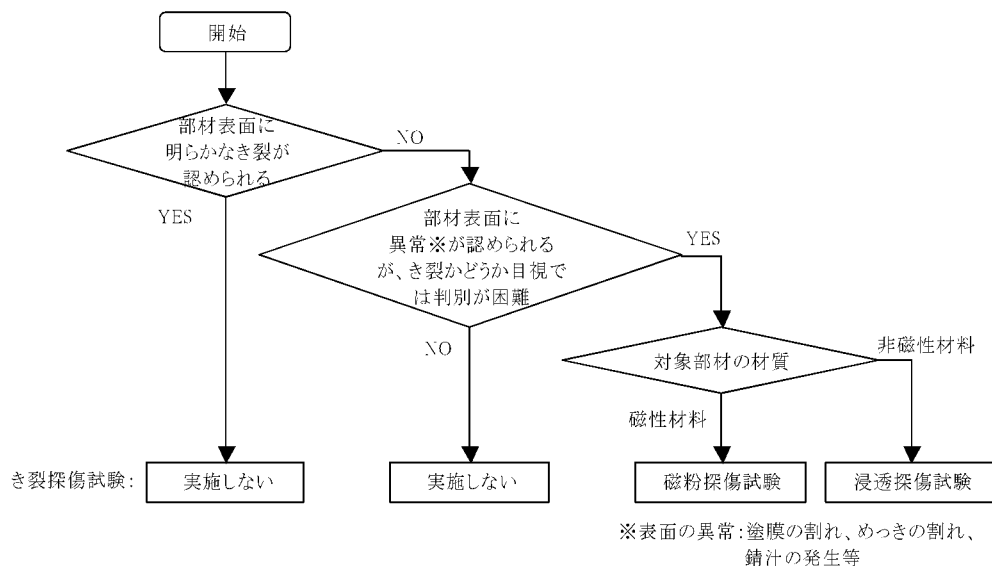 開始
部材表面に
明らかなき裂が
認められる
NO
YES
部材表面に
異常※が認められる
が、き裂かどうか目視で
は判別が困難
YES
NO
対象部材の材質
非磁性材料
磁性材料
き裂探傷試験:
実施しない
実施しない
磁粉探傷試験
浸透探傷試験
※表面の異常:塗膜の割れ、めっきの割れ、
錆汁の発生等